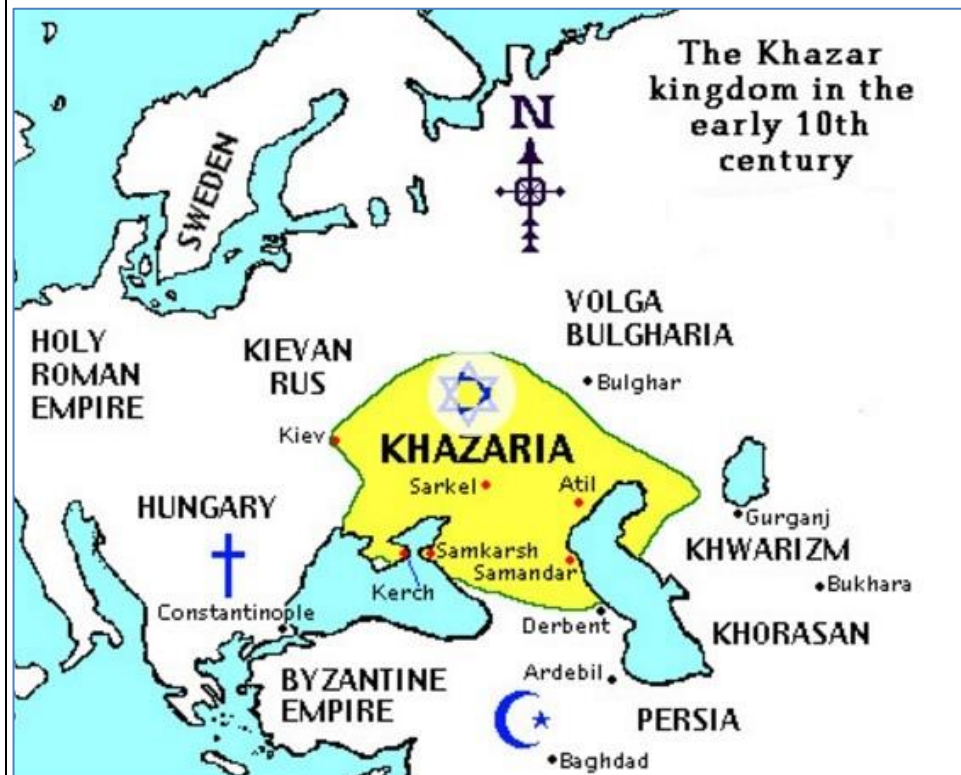 The Khazar
kingdom in the
early 10th
century
N
SWEDEN
VOLGA
BULGHARIA
HOLY
ROMAN
EMPIRE
KIEVAN
RUS
Bulghar
Kiev
KHAZARIA
Sarkel
Atil
HUNGARY
Gurganj
Samkarsh
KHWARIZM
Samandar
Kerch
Bukhara
Constantinople
Derbent
KHORASAN
BYZANTINE
EMPIRE
Ardebil
PERSIA
Baghdad